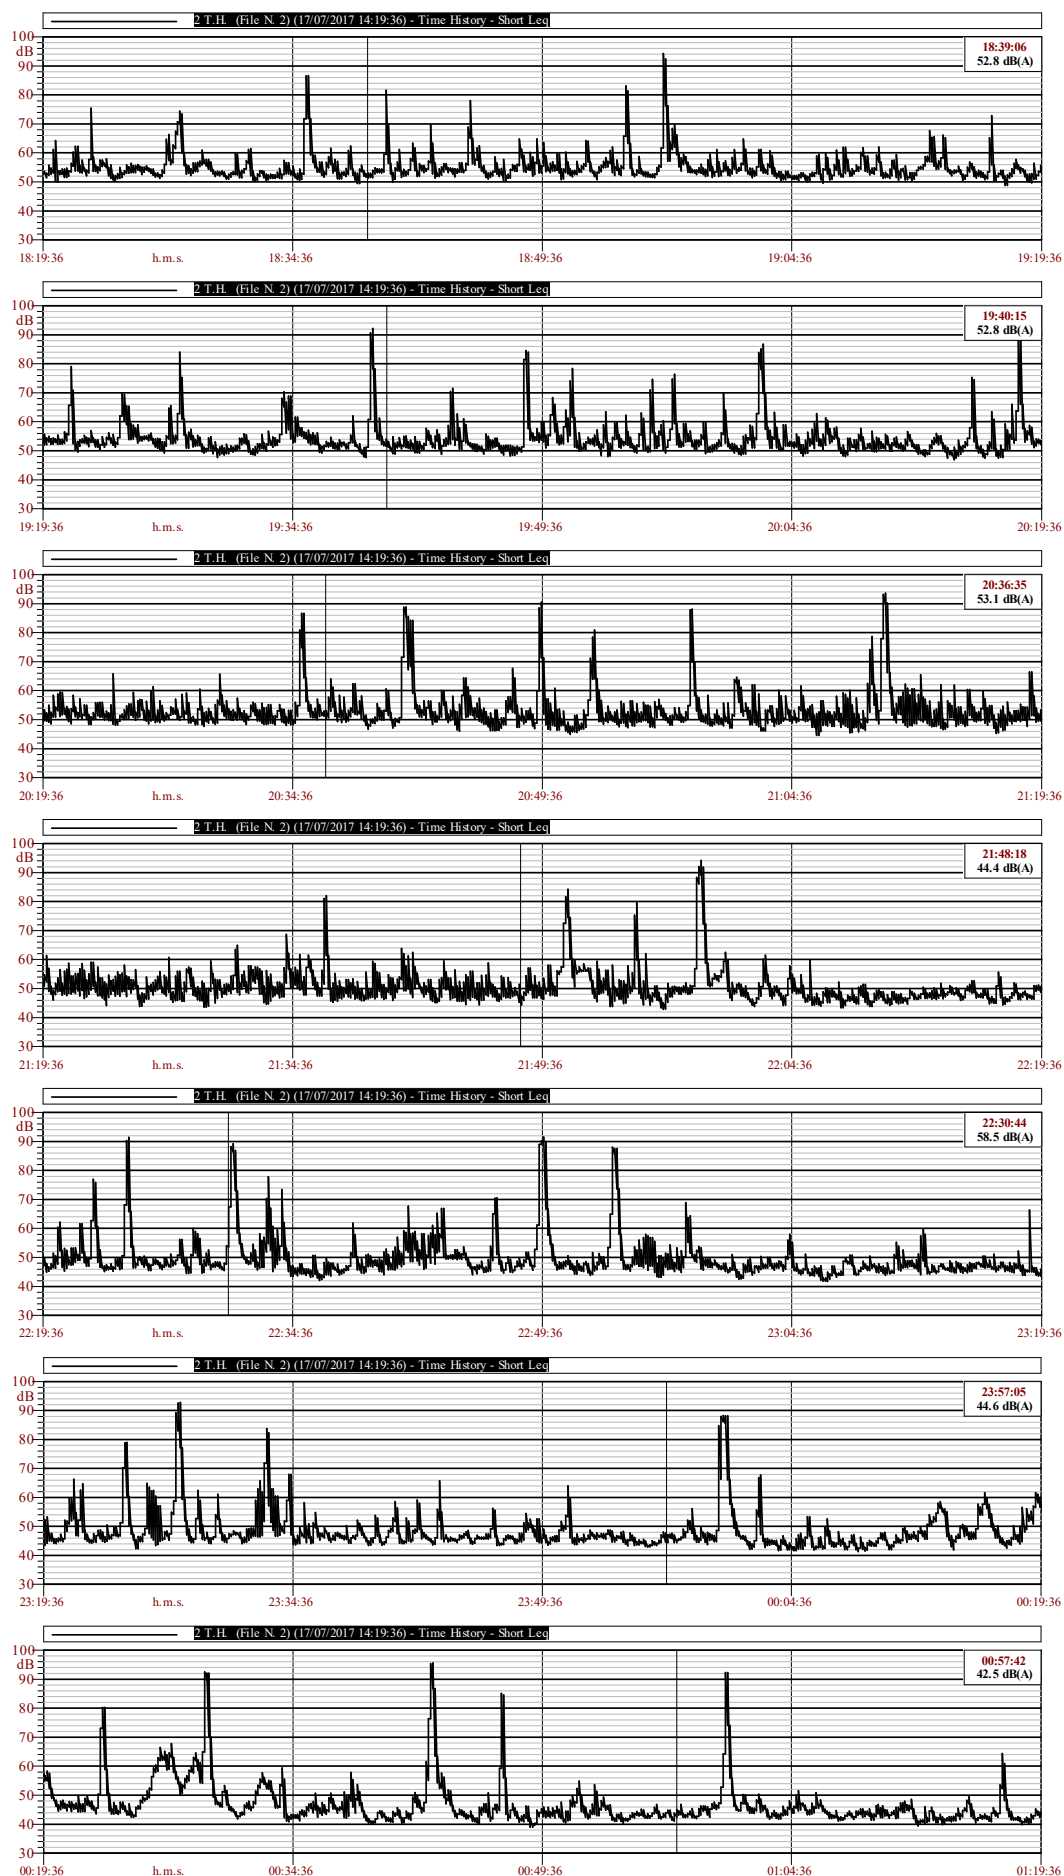 2 T.H. (File N. 2) (17/07/2017 14:19:36) - Time History - Short Leq
100
dB
90
80
70
60
50
40
30
18:39:06
52.8 dB(A)
18:19:36 h.m.s. 18:34:36 18:49:36 19:04:36 19:19:36
2 T.H. (File N. 2) (17/07/2017 14:19:36) - Time History - Short Leq
100
dB
90
80
70
60
50
40
30
19:40:15
52.8 dB(A)
19:19:36 h.m.s. 19:34:36 19:49:36 20:04:36 20:19:36
2 T.H. (File N. 2) (17/07/2017 14:19:36) - Time History - Short Leq
100
dB
90
80
70
60
50
40
30
20:36:35
53.1 dB(A)
20:19:36 h.m.s. 20:34:36 20:49:36 21:04:36 21:19:36
2 T.H. (File N. 2) (17/07/2017 14:19:36) - Time History - Short Leq
100
dB
90
80
70
60
50
40
30
21:48:18
44.4 dB(A)
21:19:36 h.m.s. 21:34:36 21:49:36 22:04:36 22:19:36
2 T.H. (File N. 2) (17/07/2017 14:19:36) - Time History - Short Leq
100
dB
90
80
70
60
50
40
30
22:30:44
58.5 dB(A)
22:19:36 h.m.s. 22:34:36 22:49:36 23:04:36 23:19:36
2 T.H. (File N. 2) (17/07/2017 14:19:36) - Time History - Short Leq
100
dB
90
80
70
60
50
40
30
23:57:05
44.6 dB(A)
23:19:36 h.m.s. 23:34:36 23:49:36 00:04:36 00:19:36
2 T.H. (File N. 2) (17/07/2017 14:19:36) - Time History - Short Leq
100
dB
90
80
70
60
50
40
30
00:57:42
42.5 dB(A)
00:19:36 h.m.s. 00:34:36 00:49:36 01:04:36 01:19:36